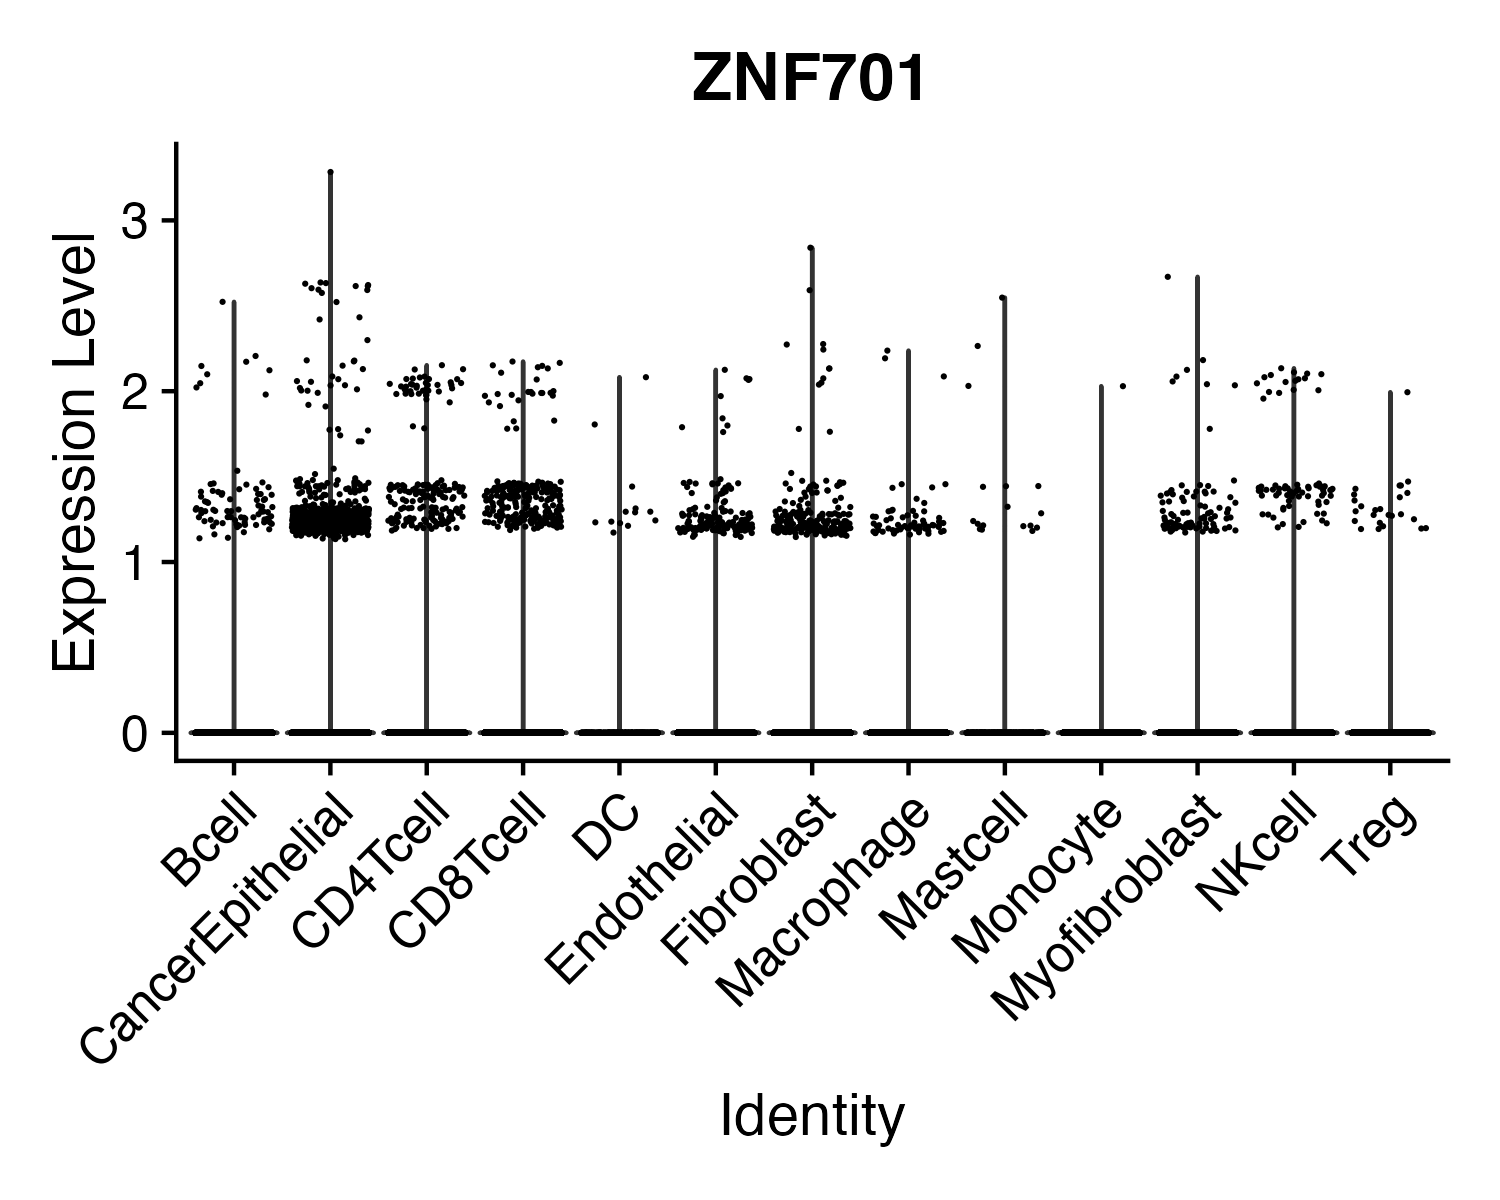 ZNF701
Expression Level
3
2
1
0
Bcell
CancerEpithelial
CD4Tcell
CD8Tcell
DC
Endothelial
Fibroblast
Macrophage
Mastcell
Monocyte
Myofibroblast
NKcell
Treg
Identity